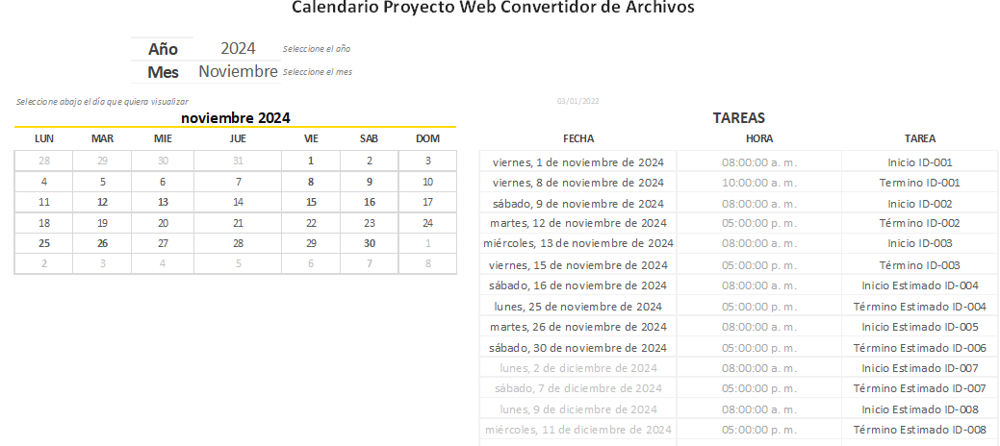 Calendario Proyecto Web Convertidor de Archivos
Año 2024 Seleccione el año
Mes Noviembre Seleccione el mes
Seleccione abajo el día que quiera visualizar
noviembre 2024
LUN MAR MIE JUE VIE SAB DOM
28 29 30 31 1 2 3
4 5 6 7 8 9 10
11 12 13 14 15 16 17
18 19 20 21 22 23 24
25 26 27 28 29 30 1
2 3 4 5 6 7 8
03/01/2022
TAREAS
FECHA HORA TAREA
viernes, 1 de noviembre de 2024 08:00:00 a. m. Inicio ID-001
viernes, 8 de noviembre de 2024 10:00:00 a. m. Termino ID-001
sábado, 9 de noviembre de 2024 08:00:00 a. m. Inicio ID-002
martes, 12 de noviembre de 2024 05:00:00 p. m. Término ID-002
miércoles, 13 de noviembre de 2024 08:00:00 a. m. Inicio ID-003
viernes, 15 de noviembre de 2024 05:00:00 p. m. Término ID-003
sábado, 16 de noviembre de 2024 08:00:00 a. m. Inicio Estimado ID-004
lunes, 25 de noviembre de 2024 05:00:00 p. m. Término Estimado ID-004
martes, 26 de noviembre de 2024 08:00:00 a. m. Inicio Estimado ID-005
sábado, 30 de noviembre de 2024 05:00:00 p. m. Término Estimado ID-006
lunes, 2 de diciembre de 2024 08:00:00 a. m. Inicio Estimado ID-007
sábado, 7 de diciembre de 2024 05:00:00 p. m. Término Estimado ID-007
lunes, 9 de diciembre de 2024 08:00:00 a. m. Inicio Estimado ID-008
miércoles, 11 de diciembre de 2024 05:00:00 p. m. Término Estimado ID-008